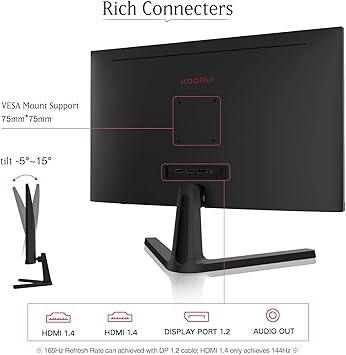 Rich Connecters
KOORUI
VESA Mount Support
75mm*75mm
tilt -5°~15°
HDMI 1.4
HDMI 1.4
DISPLAY PORT 1.2
AUDIO OUT
※ 165Hz Refresh Rate can achieved with DP 1.2 cable; HDMI 1.4 only achieves 144Hz ※